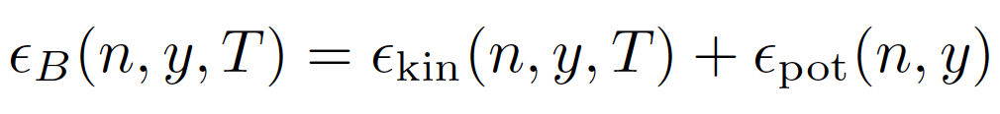 ϵ_B(n, y, T) = ϵ_kin(n, y, T) + ϵ_pot(n, y)